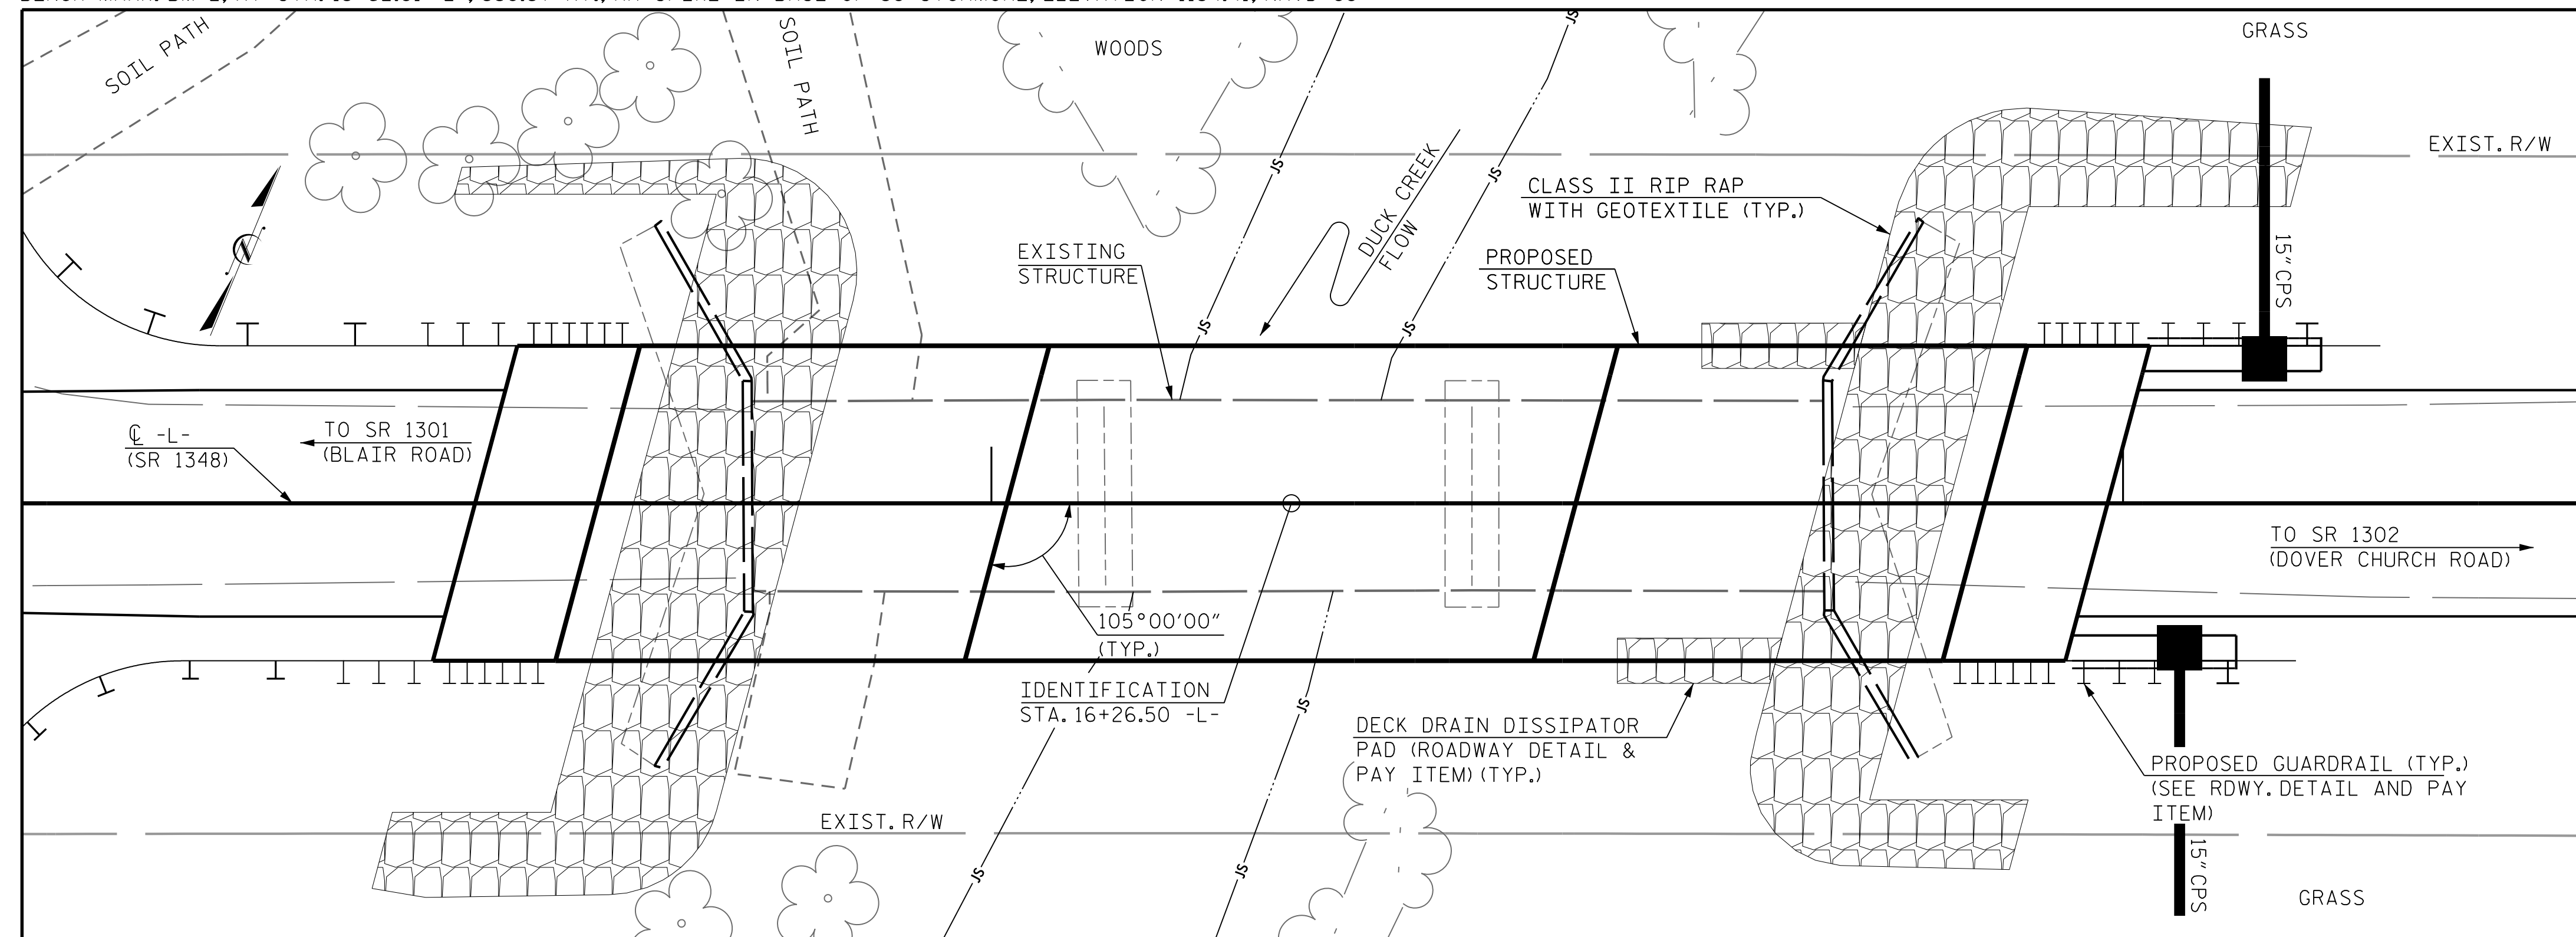 SOIL PATH
SOIL PATH
WOODS
GRASS
EXIST. R/W
CLASS II RIP RAP
WITH GEOTEXTILE (TYP.)
DUCK CREEK
FLOW
EXISTING
STRUCTURE
PROPOSED
STRUCTURE
15" CPS
JS
JS
JS
JS
JS
N
℄ -L-
(SR 1348)
TO SR 1301
(BLAIR ROAD)
TO SR 1302
(DOVER CHURCH ROAD)
105°00'00"
(TYP.)
IDENTIFICATION
STA. 16+26.50 -L-
DECK DRAIN DISSIPATOR
PAD (ROADWAY DETAIL &
PAY ITEM) (TYP.)
PROPOSED GUARDRAIL (TYP.)
(SEE RDWY. DETAIL AND PAY
ITEM)
EXIST. R/W
JS
JS
JS
15" CPS
GRASS